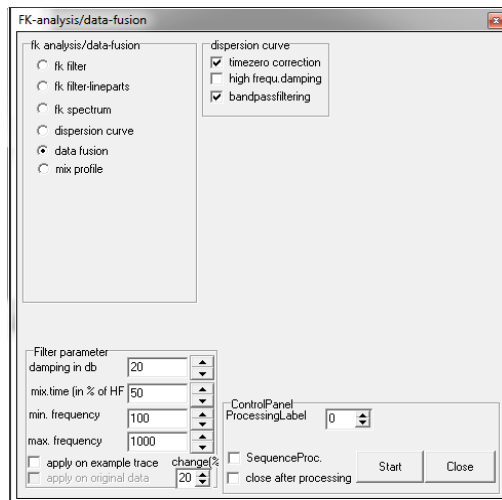 FK-analysis/data-fusion
fk analysis/data-fusion
fk filter
fk filter-lineparts
fk spectrum
dispersion curve
data fusion
mix profile
dispersion curve
timezero correction
high frequ.damping
bandpassfiltering
Filter parameter
damping in db 20
mix.time (in % of HF 50
min. frequency 100
max. frequency 1000
apply on example trace change(%
apply on original data 20
ControlPanel
ProcessingLabel 0
SequenceProc.
close after processing
Start Close